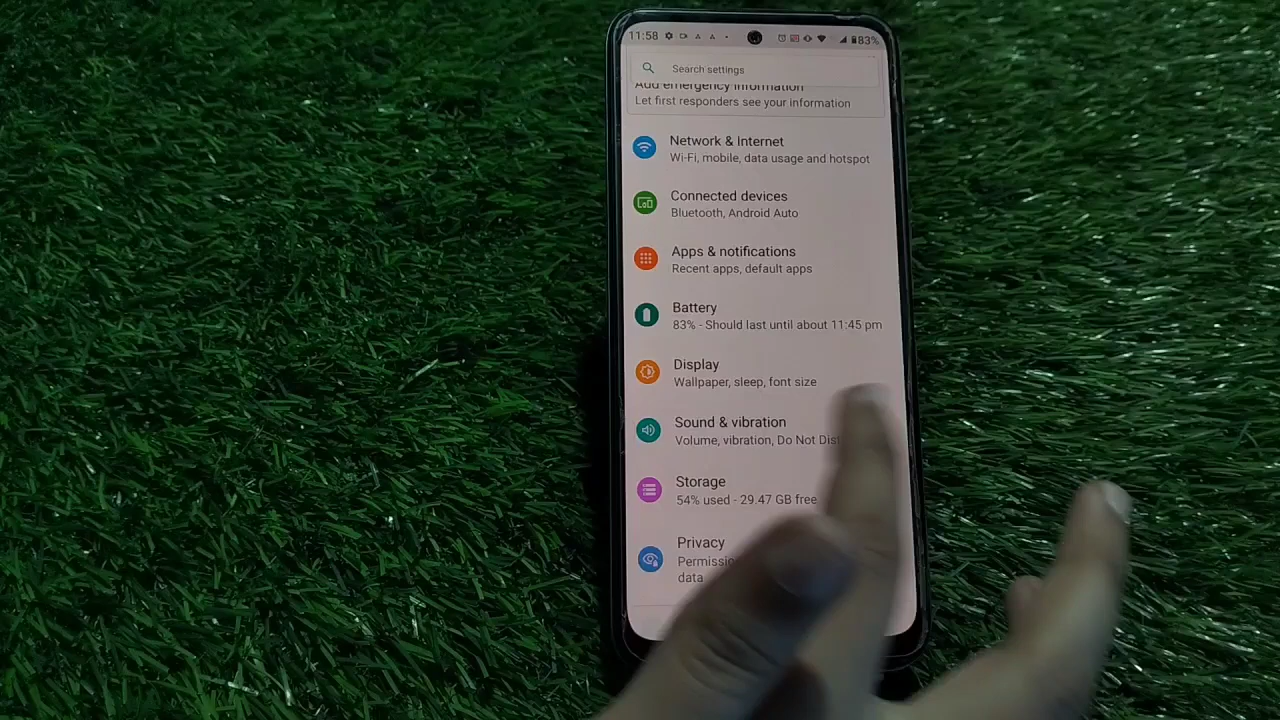 11:58
83%
Search settings
Add emergency information
Let first responders see your information
Network & Internet
Wi-Fi, mobile, data usage and hotspot
Connected devices
Bluetooth, Android Auto
Apps & notifications
Recent apps, default apps
Battery
83% - Should last until about 11:45 pm
Display
Wallpaper, sleep, font size
Sound & vibration
Volume, vibration, Do Not
Storage
54% used - 29.47 GB free
Privacy
data